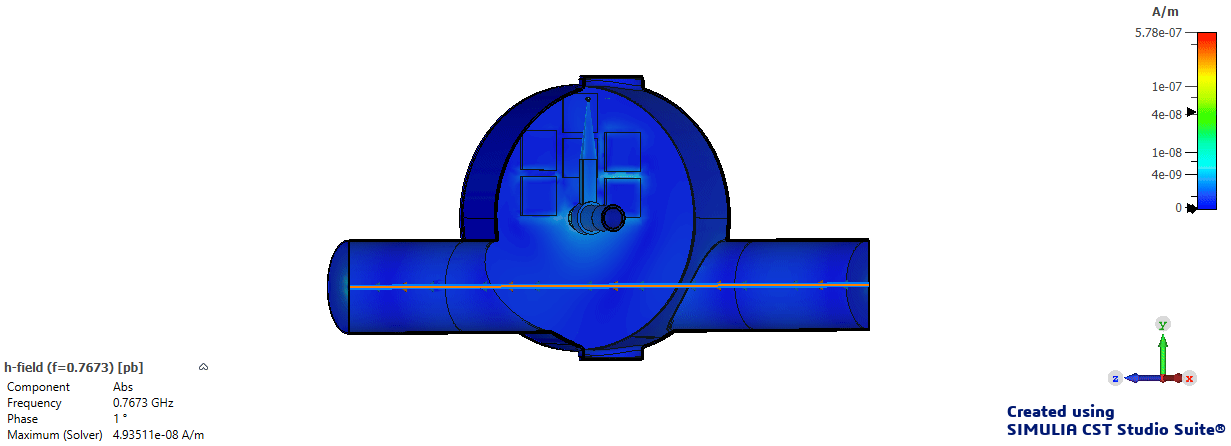 A/m
5.78e-07
1e-07
4e-08
1e-08
4e-09
0
y
z
x
h-field (f=0.7673) [pb]
Component Abs
Frequency 0.7673 GHz
Phase 1 °
Maximum (Solver) 4.93511e-08 A/m
Created using
SIMULIA CST Studio Suite®